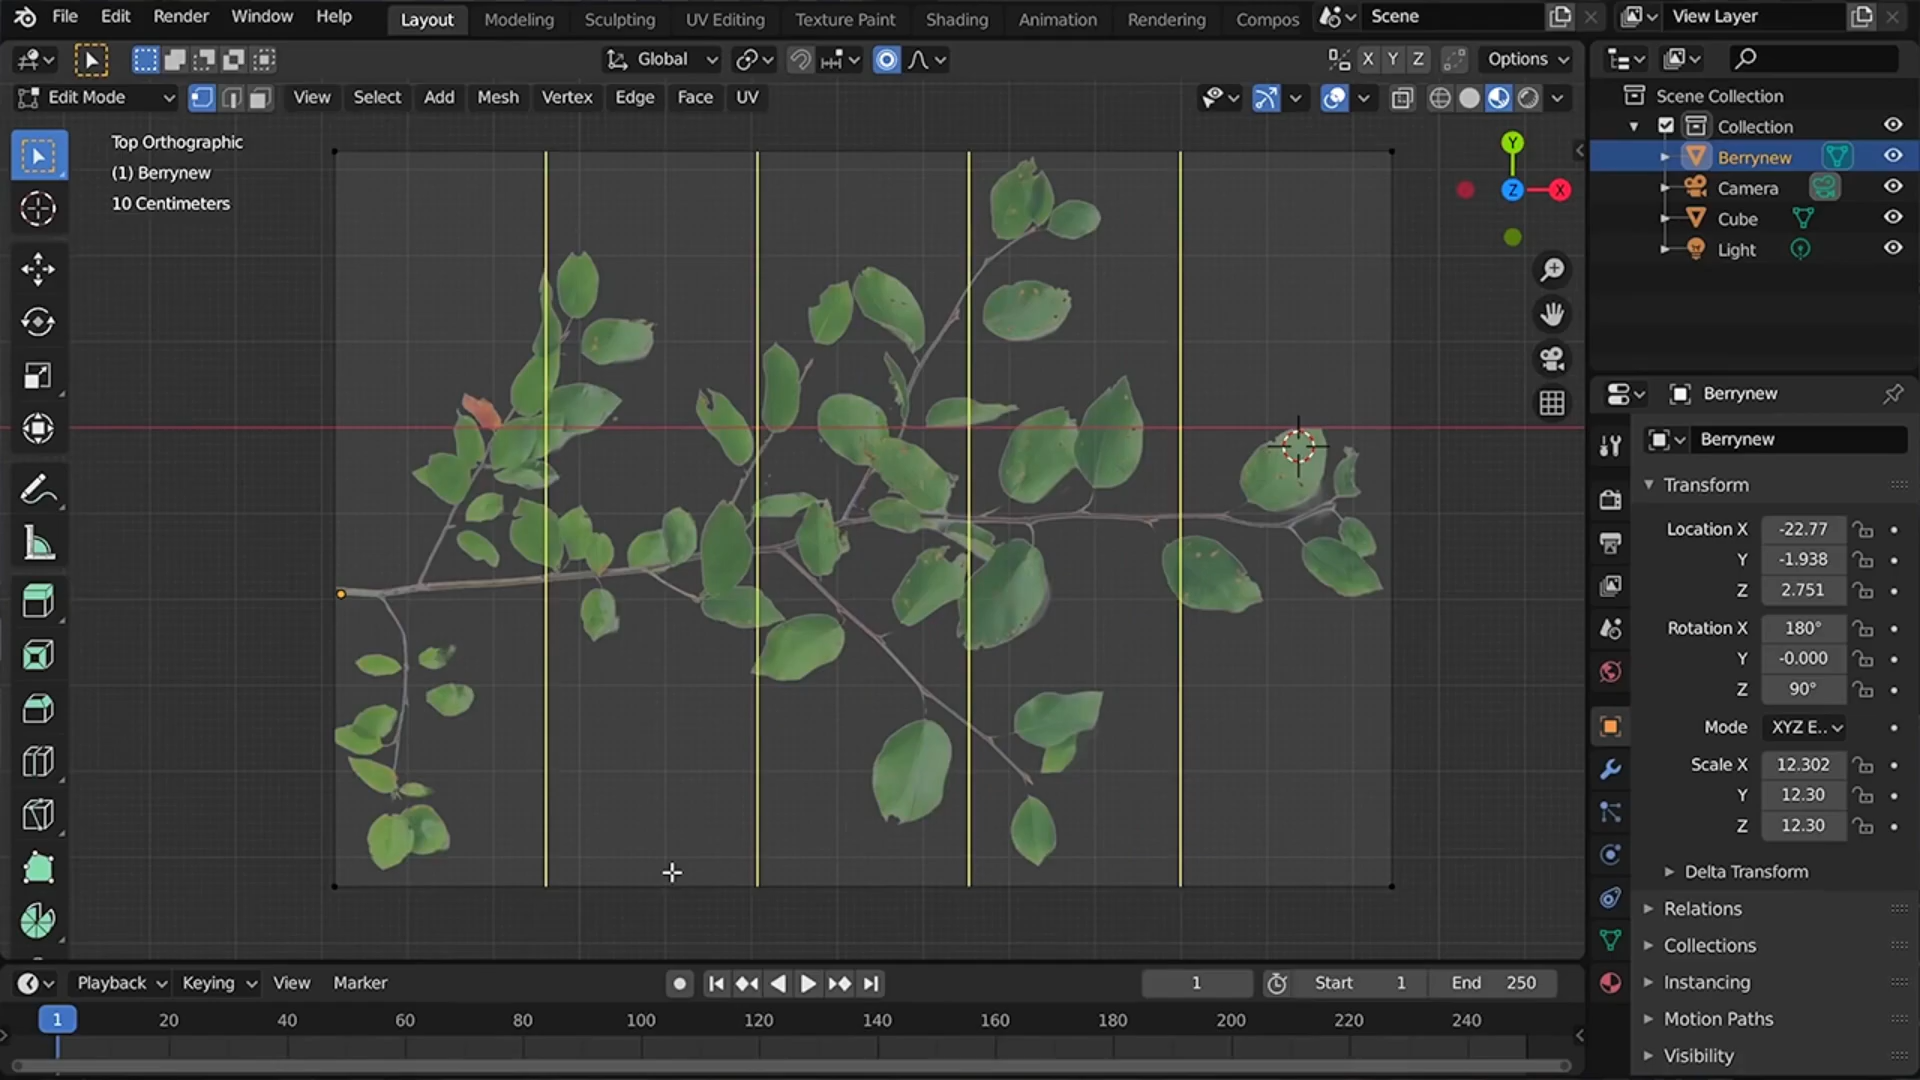 File Edit Render Window Help Layout Modeling Sculpting UV Editing Texture Paint Shading Animation Rendering Compos Scene View Layer
Global X Y Z Options
Edit Mode View Select Add Mesh Vertex Edge Face UV
Top Orthographic
(1) Berrynew
10 Centimeters
Y
Z
X
Scene Collection
Collection
Berrynew
Camera
Cube
Light
Berrynew
Berrynew
Transform
Location X -22.77
Y -1.938
Z 2.751
Rotation X 180°
Y -0.000
Z 90°
Mode XYZ E..
Scale X 12.302
Y 12.30
Z 12.30
Delta Transform
Relations
Collections
Instancing
Motion Paths
Visibility
Playback Keying View Marker 1 Start 1 End 250
1 20 40 60 80 100 120 140 160 180 200 220 240